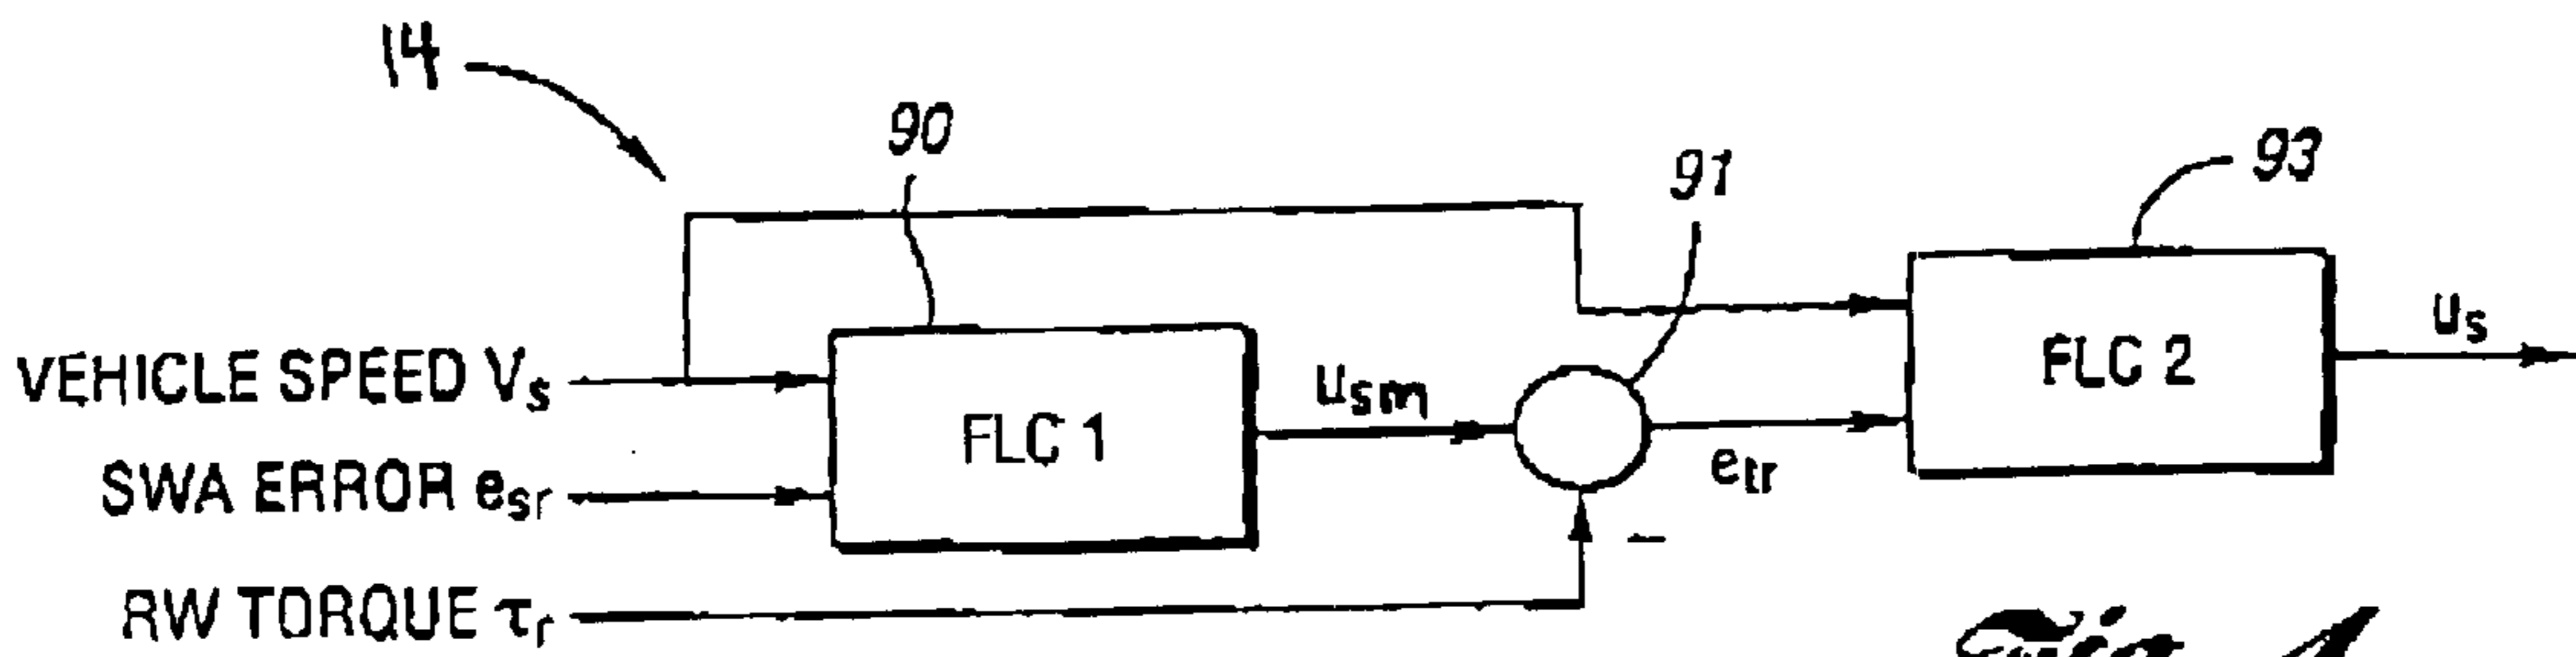 14
90
91
93
VEHICLE SPEED Vs
FLC 1
usm
FLC 2
us
SWA ERROR esr
etr
−
RW TORQUE τr